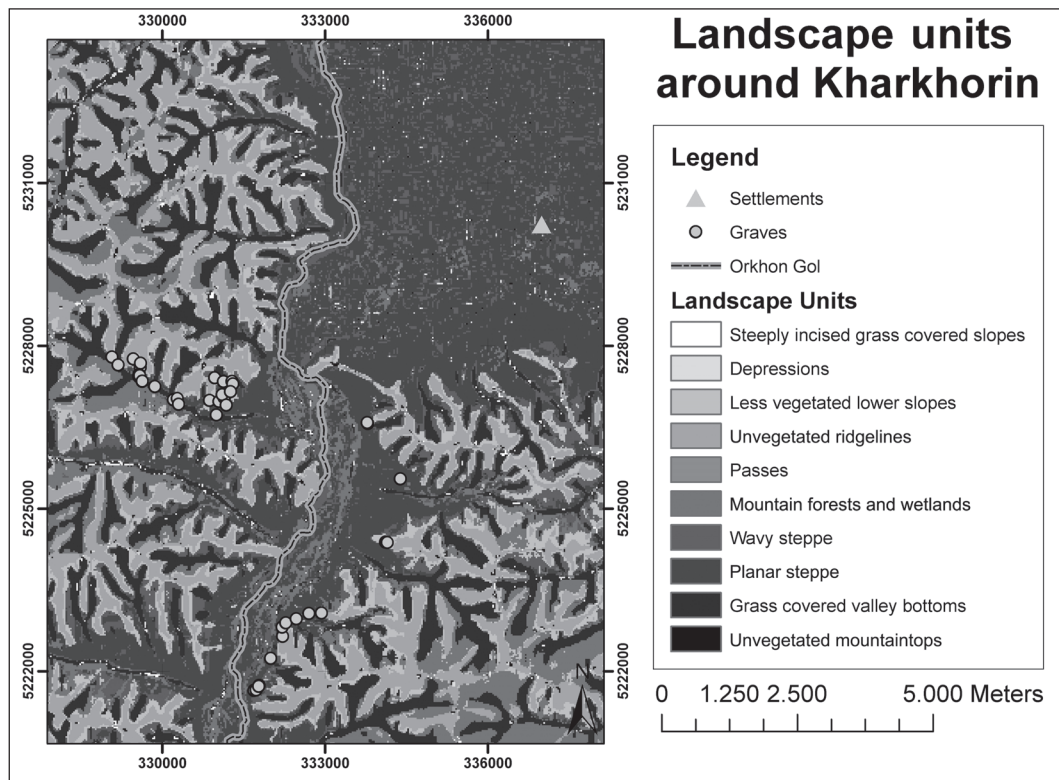 Landscape units
around Kharkhorin
330000 333000 336000
5231000 5231000
5228000 5228000
5225000 5225000
5222000 5222000
N
330000 333000 336000
Legend
Settlements
Graves
Orkhon Gol
Landscape Units
Steeply incised grass covered slopes
Depressions
Less vegetated lower slopes
Unvegetated ridgelines
Passes
Mountain forests and wetlands
Wavy steppe
Planar steppe
Grass covered valley bottoms
Unvegetated mountaintops
0 1.250 2.500 5.000 Meters